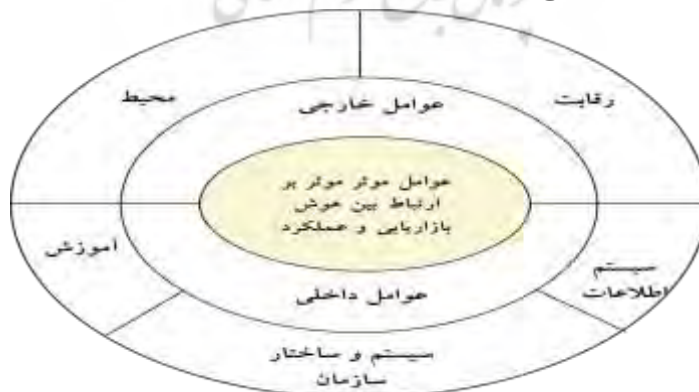 رقابت
محیط
عوامل خارجی
عوامل موثر موثر بر
ارتباط بین هوش
بازاریابی و عملکرد
آموزش
عوامل داخلی
سیستم
اطلاعات
سیستم و ساختار
سازمان